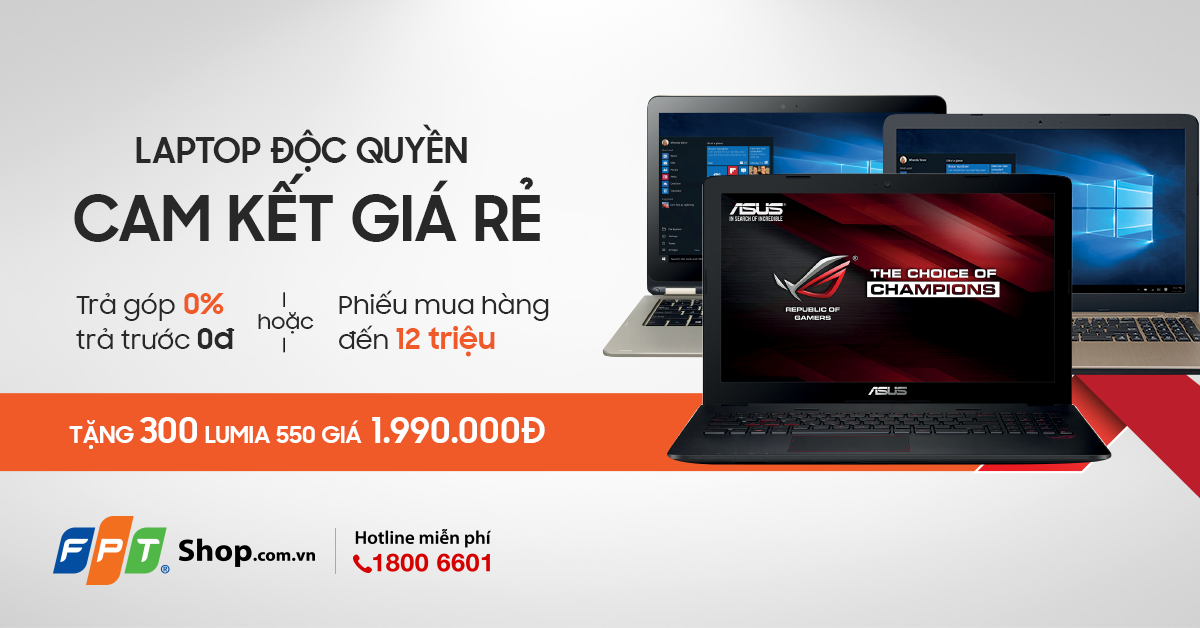 LAPTOP ĐỘC QUYỀN
CAM KẾT GIÁ RẺ
Trả góp 0%
trả trước 0đ
hoặc
Phiếu mua hàng
đến 12 triệu
TẶNG 300 LUMIA 550 GIÁ 1.990.000Đ
FPT® Shop.com.vn
Hotline miễn phí
1800 6601
ASUS®
IN SEARCH OF INCREDIBLE
REPUBLIC OF
GAMERS
®
THE CHOICE OF
CHAMPIONS
ASUS